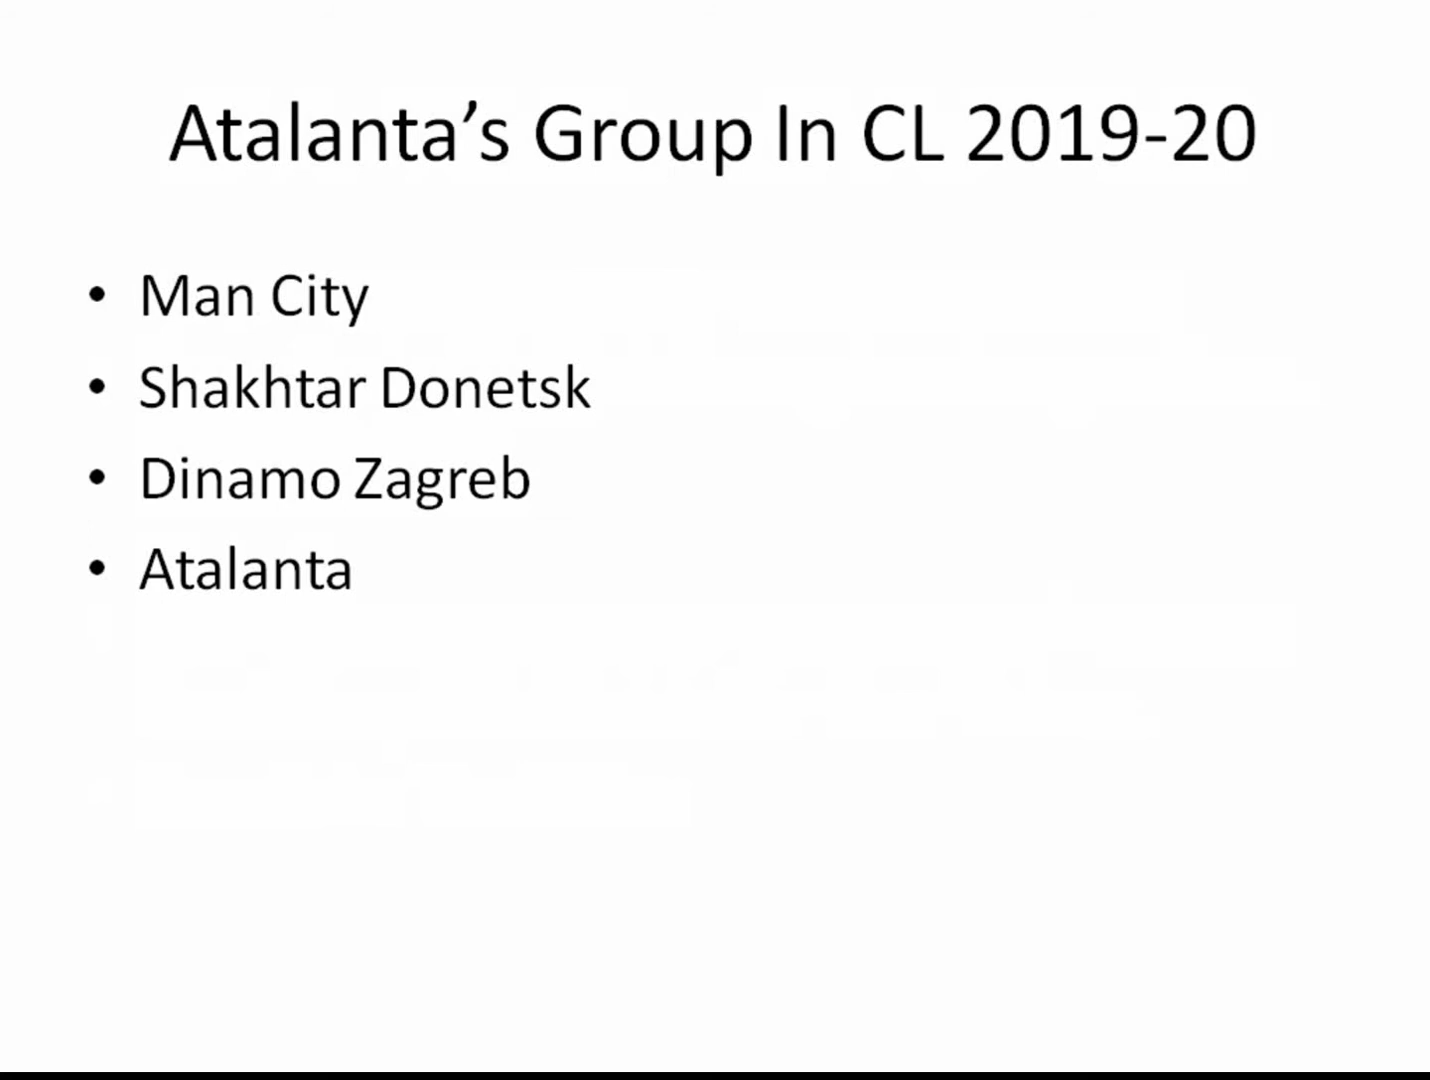 Atalanta’s Group In CL 2019-20
• Man City
• Shakhtar Donetsk
• Dinamo Zagreb
• Atalanta